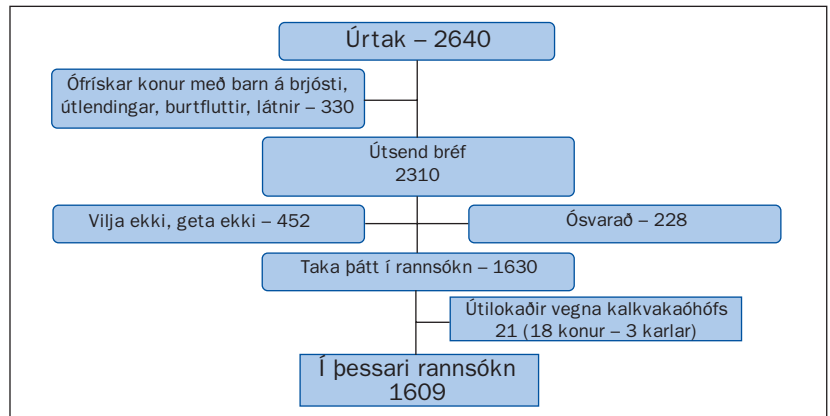 Úrtak – 2640
Ófrískar konur með barn á brjósti,
útlendingar, burtfluttir, látnir – 330
Útsend bréf
2310
Vilja ekki, geta ekki – 452
Ósvarað – 228
Taka þátt í rannsókn – 1630
Útilokaðir vegna kalkvakaóhófs
21 (18 konur – 3 karlar)
Í þessari rannsókn
1609